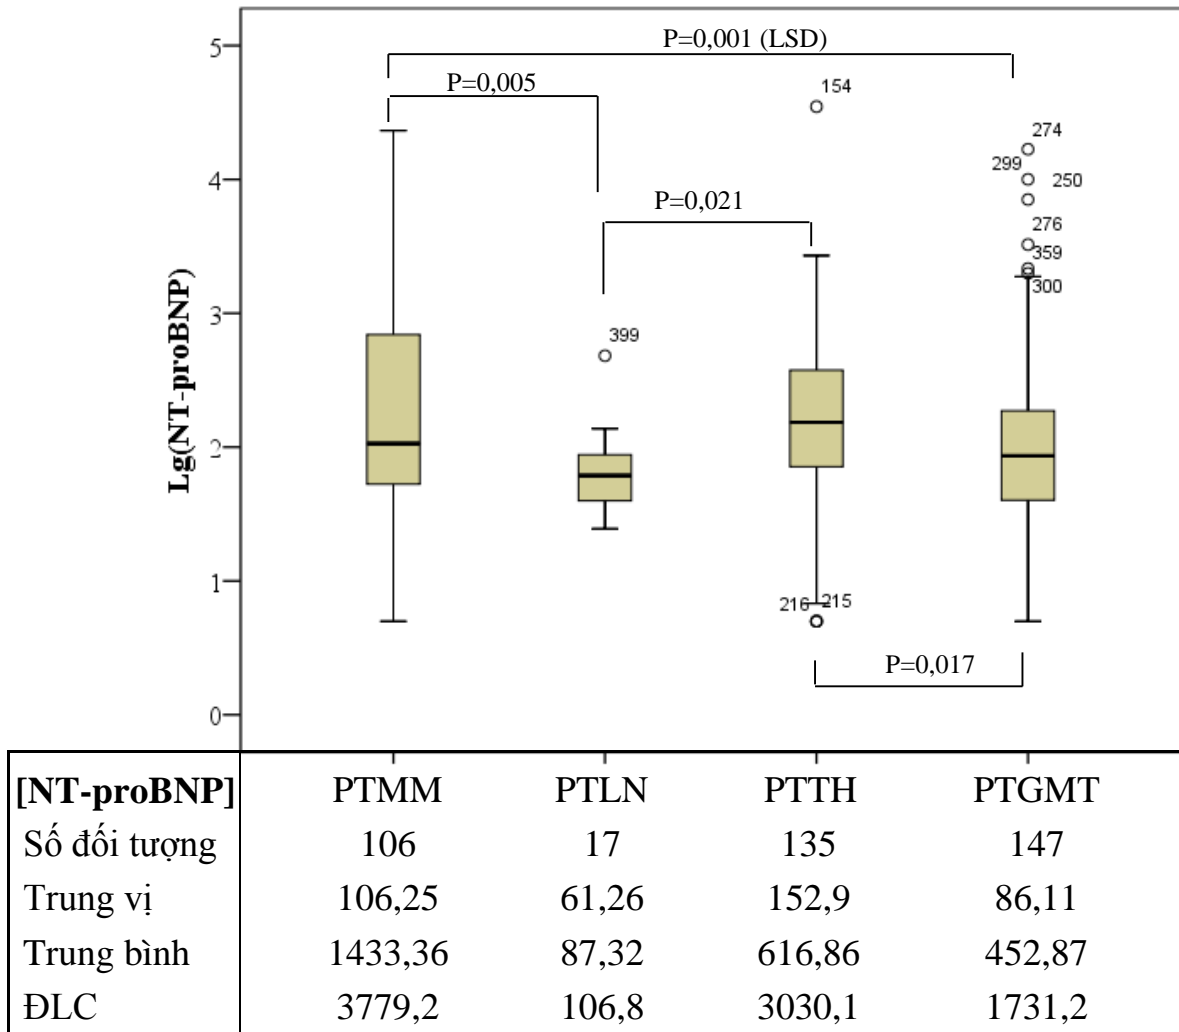 P=0,001 (LSD)
5
P=0,005
154
274
299
250
4
P=0,021
276
359
300
3
399
Lg(NT-proBNP)
2
1
216
215
P=0,017
0
[NT-proBNP] PTMM PTLN PTTH PTGMT
Số đối tượng 106 17 135 147
Trung vị 106,25 61,26 152,9 86,11
Trung bình 1433,36 87,32 616,86 452,87
ĐLC 3779,2 106,8 3030,1 1731,2